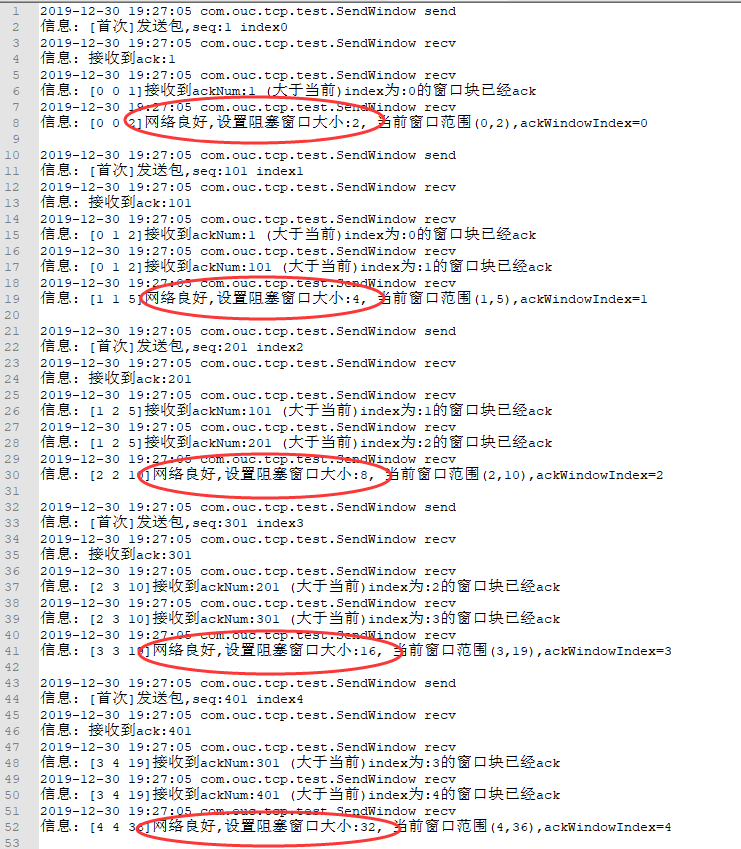 1 2019-12-30 19:27:05 com.ouc.tcp.test.SendWindow send
2 信息: [首次]发送包,seq:1 index0
3 2019-12-30 19:27:05 com.ouc.tcp.test.SendWindow recv
4 信息: 接收到ack:1
5 2019-12-30 19:27:05 com.ouc.tcp.test.SendWindow recv
6 信息: [0 0 1]接收到ackNum:1 (大于当前)index为:0的窗口块已经ack
7 2019-12-30 19:27:05 com.ouc.tcp.test.SendWindow recv
8 信息: [0 0 2]网络良好,设置阻塞窗口大小:2, 当前窗口范围(0,2),ackWindowIndex=0
9
10 2019-12-30 19:27:05 com.ouc.tcp.test.SendWindow send
11 信息: [首次]发送包,seq:101 index1
12 2019-12-30 19:27:05 com.ouc.tcp.test.SendWindow recv
13 信息: 接收到ack:101
14 2019-12-30 19:27:05 com.ouc.tcp.test.SendWindow recv
15 信息: [0 1 2]接收到ackNum:1 (大于当前)index为:0的窗口块已经ack
16 2019-12-30 19:27:05 com.ouc.tcp.test.SendWindow recv
17 信息: [0 1 2]接收到ackNum:101 (大于当前)index为:1的窗口块已经ack
18 2019-12-30 19:27:05 com.ouc.tcp.test.SendWindow recv
19 信息: [1 1 5]网络良好,设置阻塞窗口大小:4, 当前窗口范围(1,5),ackWindowIndex=1
20
21 2019-12-30 19:27:05 com.ouc.tcp.test.SendWindow send
22 信息: [首次]发送包,seq:201 index2
23 2019-12-30 19:27:05 com.ouc.tcp.test.SendWindow recv
24 信息: 接收到ack:201
25 2019-12-30 19:27:05 com.ouc.tcp.test.SendWindow recv
26 信息: [1 2 5]接收到ackNum:101 (大于当前)index为:1的窗口块已经ack
27 2019-12-30 19:27:05 com.ouc.tcp.test.SendWindow recv
28 信息: [1 2 5]接收到ackNum:201 (大于当前)index为:2的窗口块已经ack
29 2019-12-30 19:27:05 com.ouc.tcp.test.SendWindow recv
30 信息: [2 2 10]网络良好,设置阻塞窗口大小:8, 当前窗口范围(2,10),ackWindowIndex=2
31
32 2019-12-30 19:27:05 com.ouc.tcp.test.SendWindow send
33 信息: [首次]发送包,seq:301 index3
34 2019-12-30 19:27:05 com.ouc.tcp.test.SendWindow recv
35 信息: 接收到ack:301
36 2019-12-30 19:27:05 com.ouc.tcp.test.SendWindow recv
37 信息: [2 3 10]接收到ackNum:201 (大于当前)index为:2的窗口块已经ack
38 2019-12-30 19:27:05 com.ouc.tcp.test.SendWindow recv
39 信息: [2 3 10]接收到ackNum:301 (大于当前)index为:3的窗口块已经ack
40 2019-12-30 19:27:05 com.ouc.tcp.test.SendWindow recv
41 信息: [3 3 19]网络良好,设置阻塞窗口大小:16, 当前窗口范围(3,19),ackWindowIndex=3
42
43 2019-12-30 19:27:05 com.ouc.tcp.test.SendWindow send
44 信息: [首次]发送包,seq:401 index4
45 2019-12-30 19:27:05 com.ouc.tcp.test.SendWindow recv
46 信息: 接收到ack:401
47 2019-12-30 19:27:05 com.ouc.tcp.test.SendWindow recv
48 信息: [3 4 19]接收到ackNum:301 (大于当前)index为:3的窗口块已经ack
49 2019-12-30 19:27:05 com.ouc.tcp.test.SendWindow recv
50 信息: [3 4 19]接收到ackNum:401 (大于当前)index为:4的窗口块已经ack
51 2019-12-30 19:27:05 com.ouc.tcp.test.SendWindow recv
52 信息: [4 4 36]网络良好,设置阻塞窗口大小:32, 当前窗口范围(4,36),ackWindowIndex=4
53